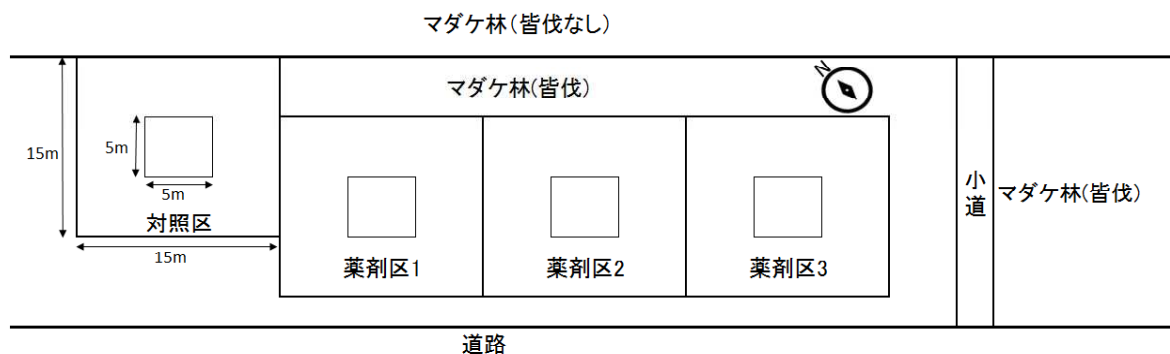 マダケ林(皆伐なし)
マダケ林(皆伐)
N
15m
5m
5m
対照区
15m
薬剤区1
薬剤区2
薬剤区3
小道
マダケ林(皆伐)
道路